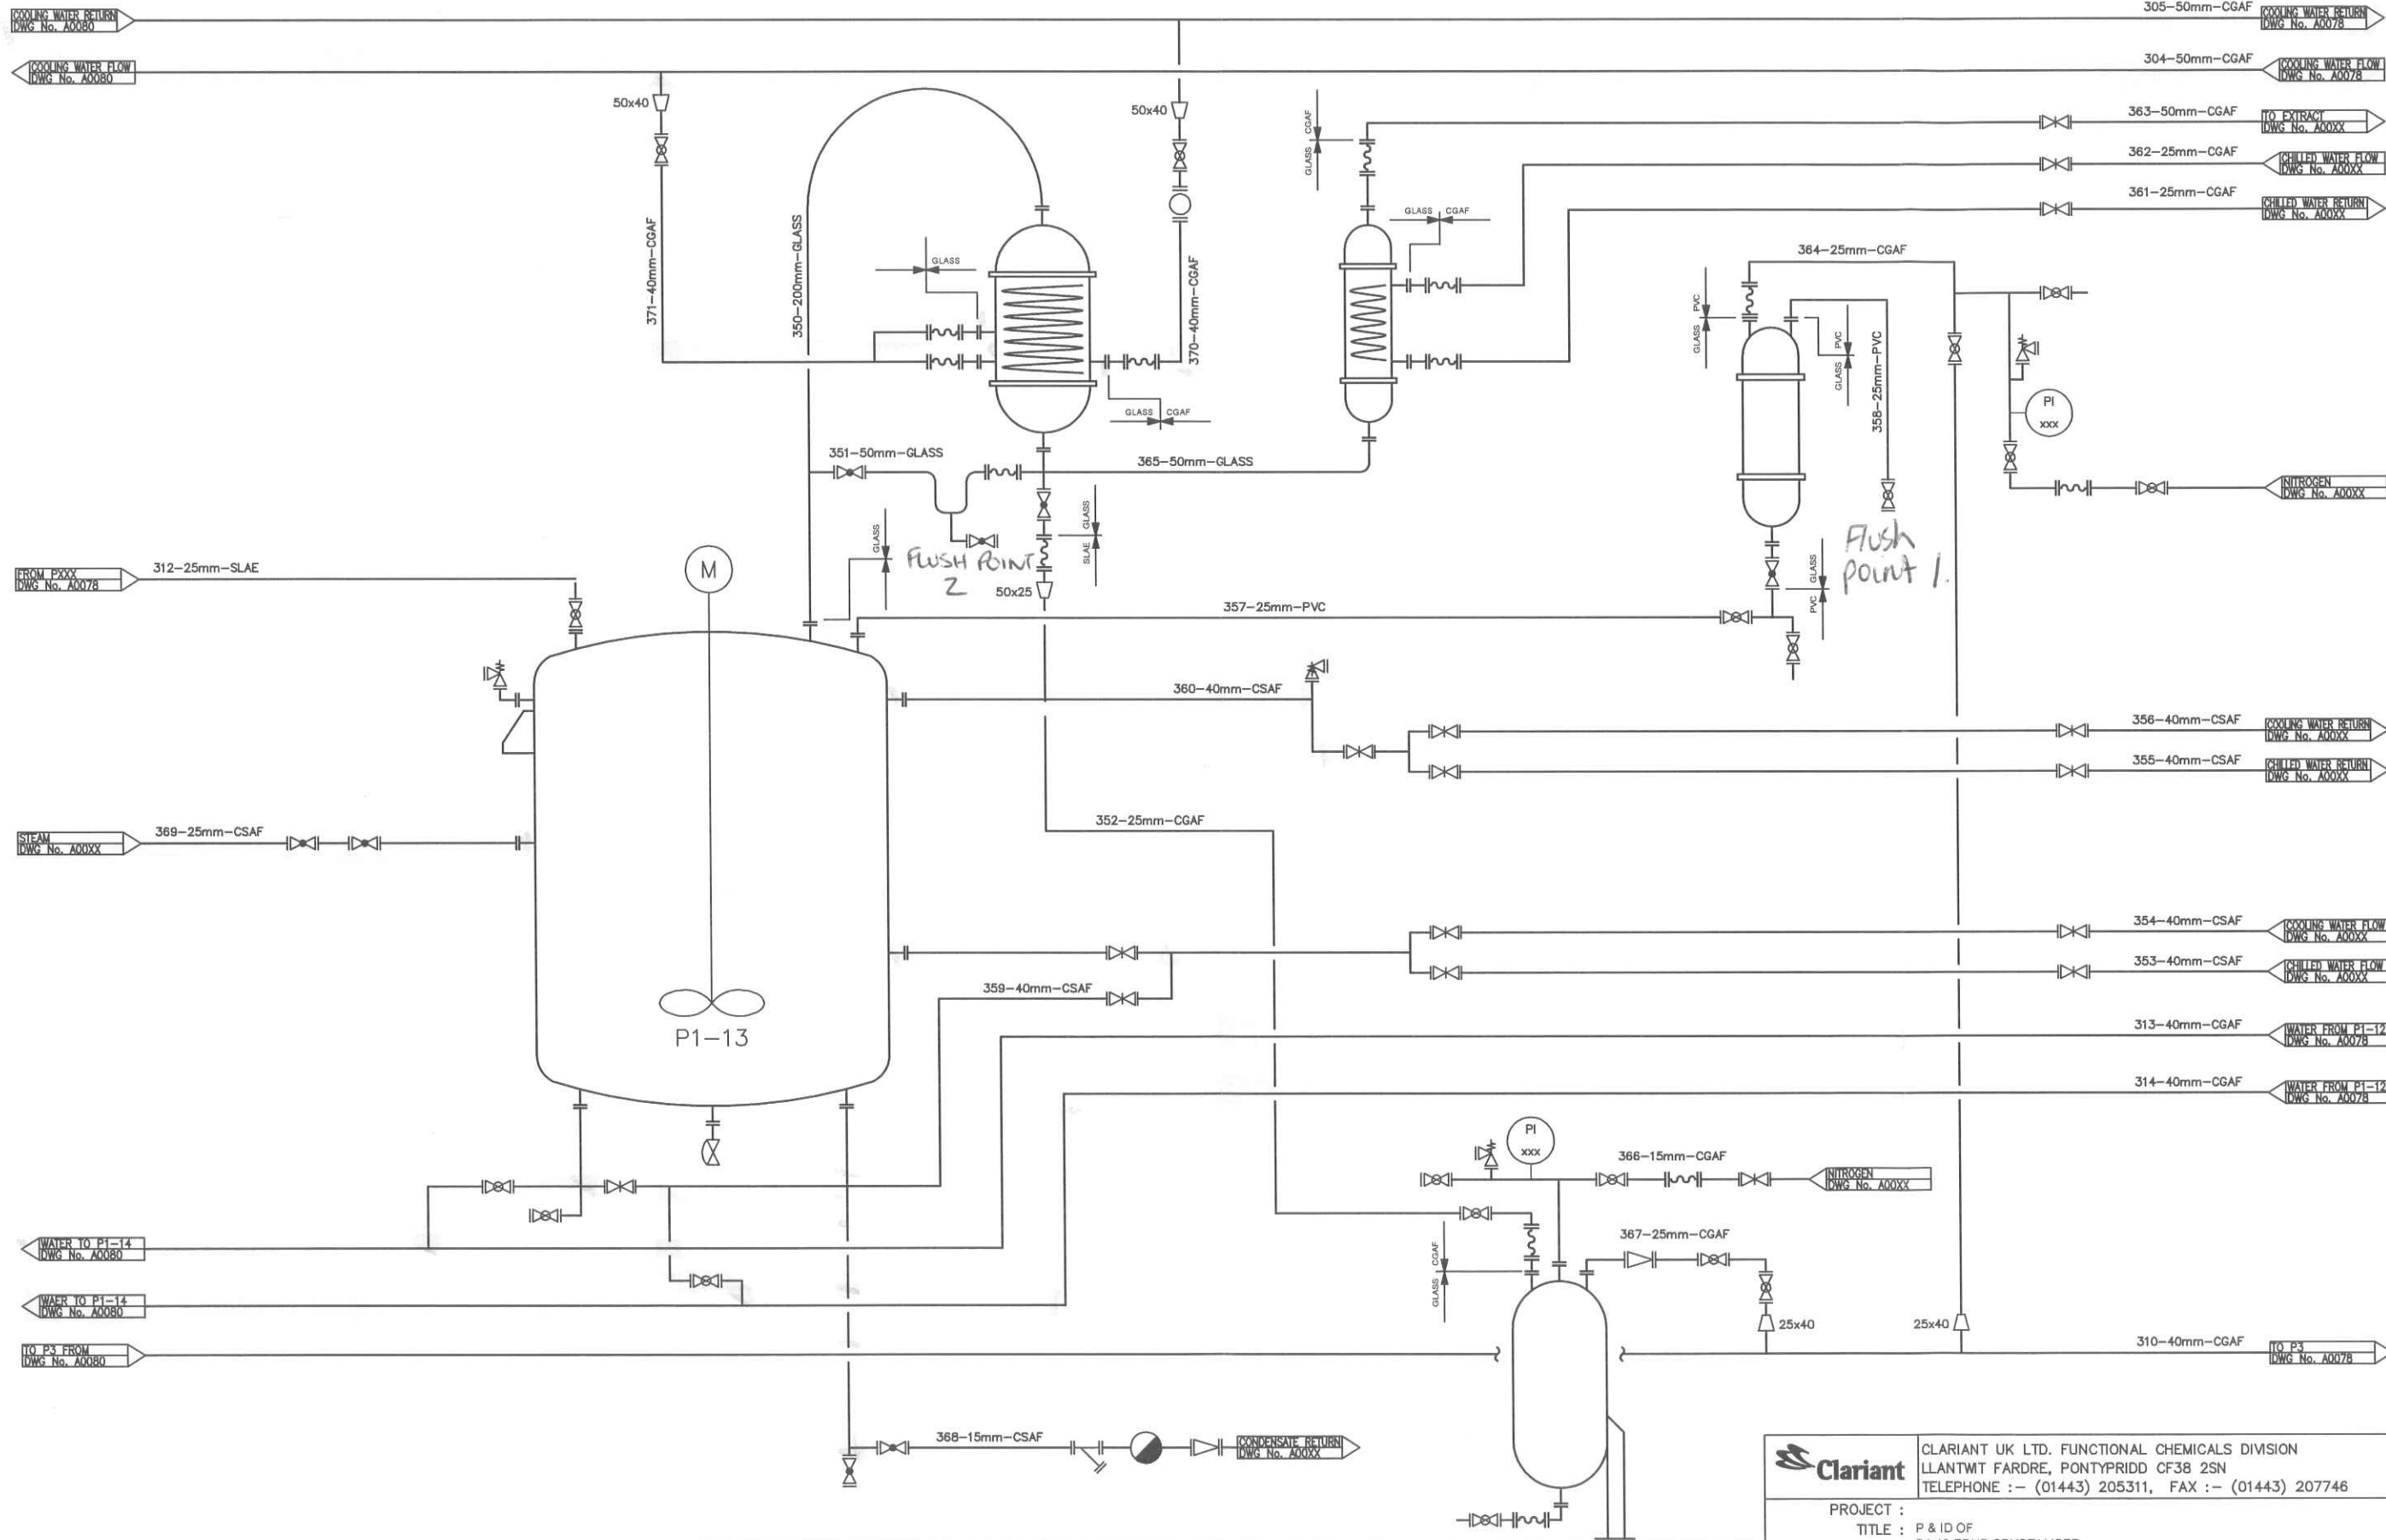 COOLING WATER RETURN
DWG No. A0080
305-50mm-CGAF
COOLING WATER RETURN
DWG No. A0078
COOLING WATER FLOW
DWG No. A0080
304-50mm-CGAF
COOLING WATER FLOW
DWG No. A0078
50x40
50x40
GLASS CGAF
363-50mm-CGAF
TO EXTRACT
DWG No. A00XX
362-25mm-CGAF
CHILLED WATER FLOW
DWG No. A00XX
361-25mm-CGAF
CHILLED WATER RETURN
DWG No. A00XX
371-40mm-CGAF
350-200mm-GLASS
GLASS
370-40mm-CGAF
GLASS CGAF
364-25mm-CGAF
GLASS PVC
GLASS PVC
358-25mm-PVC
PI
xxx
GLASS CGAF
351-50mm-GLASS
365-50mm-GLASS
NITROGEN
DWG No. A00XX
GLASS
SLAE GLASS
FLUSH POINT
2
50x25
Flush
point 1.
PVC GLASS
FROM PXXX
DWG No. A0078
312-25mm-SLAE
M
357-25mm-PVC
360-40mm-CSAF
356-40mm-CSAF
COOLING WATER RETURN
DWG No. A00XX
355-40mm-CSAF
CHILLED WATER RETURN
DWG No. A00XX
STEAM
DWG No. A00XX
369-25mm-CSAF
352-25mm-CGAF
354-40mm-CSAF
COOLING WATER FLOW
DWG No. A00XX
353-40mm-CSAF
CHILLED WATER FLOW
DWG No. A00XX
359-40mm-CSAF
P1-13
313-40mm-CGAF
WATER FROM P1-12
DWG No. A0078
314-40mm-CGAF
WATER FROM P1-12
DWG No. A0078
PI
xxx
366-15mm-CGAF
NITROGEN
DWG No. A00XX
367-25mm-CGAF
GLASS CGAF
WATER TO P1-14
DWG No. A0080
WAER TO P1-14
DWG No. A0080
25x40
25x40
TO P3 FROM
DWG No. A0080
310-40mm-CGAF
TO P3
DWG No. A0078
368-15mm-CSAF
CONDENSATE RETURN
DWG No. A00XX
Clariant
CLARIANT UK LTD. FUNCTIONAL CHEMICALS DIVISION
LLANTWIT FARDRE, PONTYPRIDD CF38 2SN
TELEPHONE :- (01443) 205311, FAX :- (01443) 207746
PROJECT :
TITLE : P & ID OF